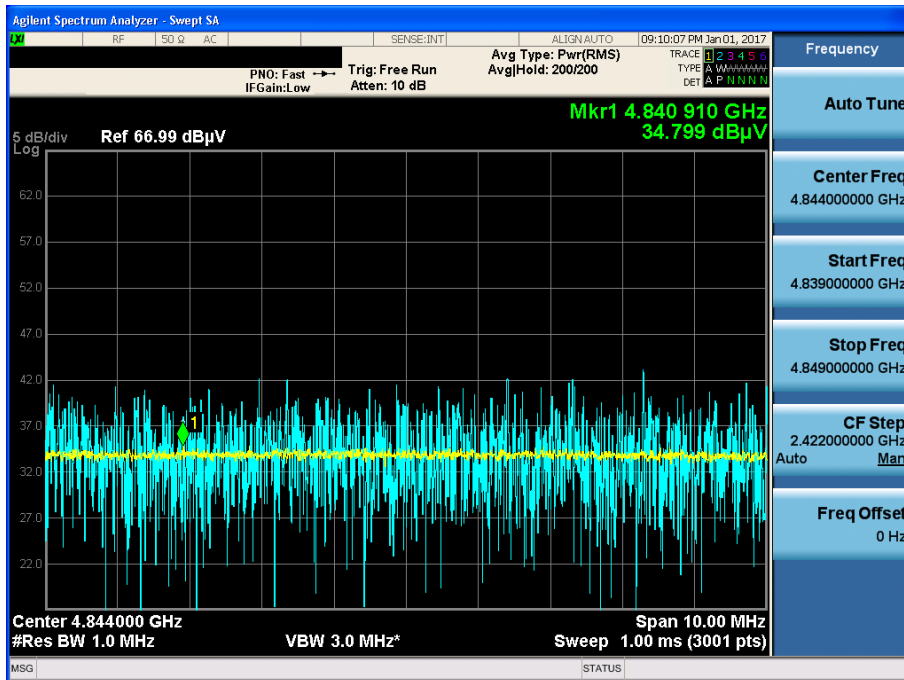 Agilent Spectrum Analyzer - Swept SA
LXI
RF
50 Ω
AC
SENSE:INT
ALIGN AUTO
09:10:07 PM Jan 01, 2017
PNO: Fast
IFGain:Low
Trig: Free Run
Atten: 10 dB
Avg Type: Pwr(RMS)
Avg|Hold: 200/200
TRACE 1 2 3 4 5 6
TYPE A WWWWW
DET A P N N N N
Mkr1 4.840 910 GHz
34.799 dBµV
5 dB/div
Log
Ref 66.99 dBµV
62.0
57.0
52.0
47.0
42.0
37.0
32.0
27.0
22.0
1
Center 4.844000 GHz
Span 10.00 MHz
#Res BW 1.0 MHz
VBW 3.0 MHz*
Sweep 1.00 ms (3001 pts)
MSG
STATUS
Frequency
Auto Tune
Center Freq
4.844000000 GHz
Start Freq
4.839000000 GHz
Stop Freq
4.849000000 GHz
CF Step
2.422000000 GHz
Auto Man
Freq Offset
0 Hz